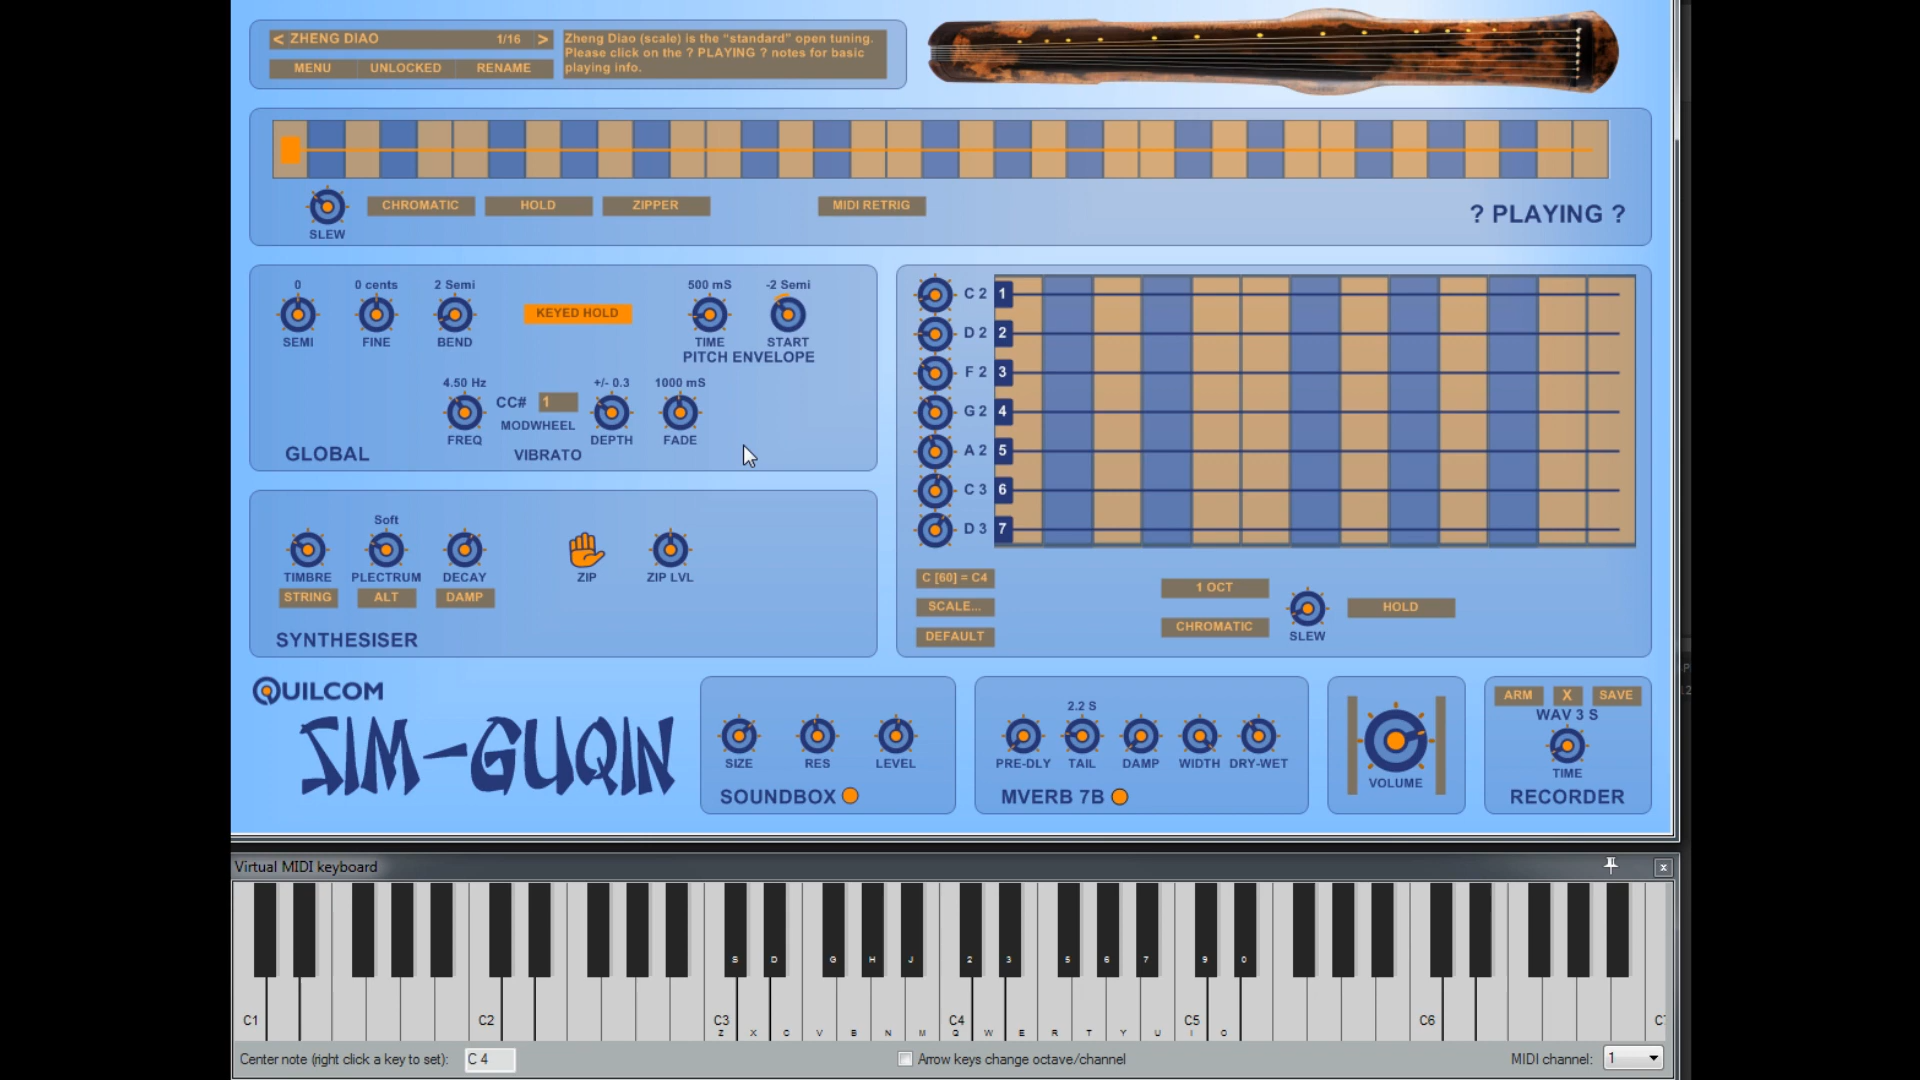 < ZHENG DIAO 1/16 >
MENU UNLOCKED RENAME
Zheng Diao (scale) is the "standard" open tuning.
Please click on the ? PLAYING ? notes for basic
playing info.
SLEW
CHROMATIC HOLD ZIPPER MIDI RETRIG
? PLAYING ?
0 0 cents 2 Semi
SEMI FINE BEND
KEYED HOLD
500 mS -2 Semi
TIME START
PITCH ENVELOPE
4.50 Hz +/- 0.3 1000 mS
CC# 1
MODWHEEL
FREQ DEPTH FADE
VIBRATO
GLOBAL
C 2 1
D 2 2
F 2 3
G 2 4
A 2 5
C 3 6
D 3 7
C [60] = C4
SCALE...
DEFAULT
1 OCT
CHROMATIC
SLEW
HOLD
Soft
TIMBRE PLECTRUM DECAY ZIP ZIP LVL
STRING ALT DAMP
SYNTHESISER
QUILCOM
SIM-GUQIN
SIZE RES LEVEL
SOUNDBOX
2.2 S
PRE-DLY TAIL DAMP WIDTH DRY-WET
MVERB 7B
VOLUME
ARM X SAVE
WAV 3 S
TIME
RECORDER
Virtual MIDI keyboard x
S D G H J 2 3 5 6 7 9 0
C1 C2 C3 C4 C5 C6
Z X C V B N M Q W E R T Y U I O
Center note (right click a key to set): C 4
Arrow keys change octave/channel
MIDI channel: 1